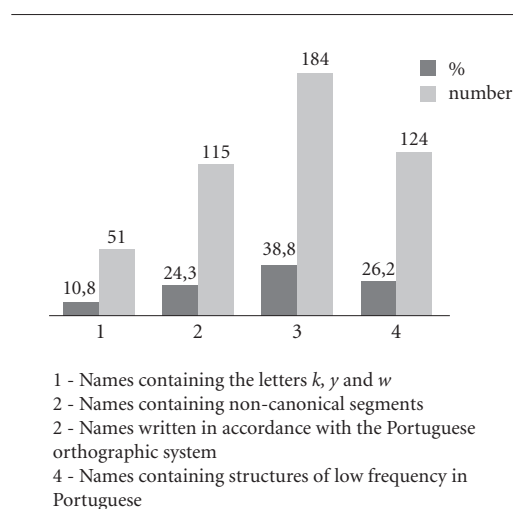 184
%
number
115
124
51
38,8
24,3
26,2
10,8
1 2 3 4
1 - Names containing the letters k, y and w
2 - Names containing non-canonical segments
2 - Names written in accordance with the Portuguese
orthographic system
4 - Names containing structures of low frequency in
Portuguese